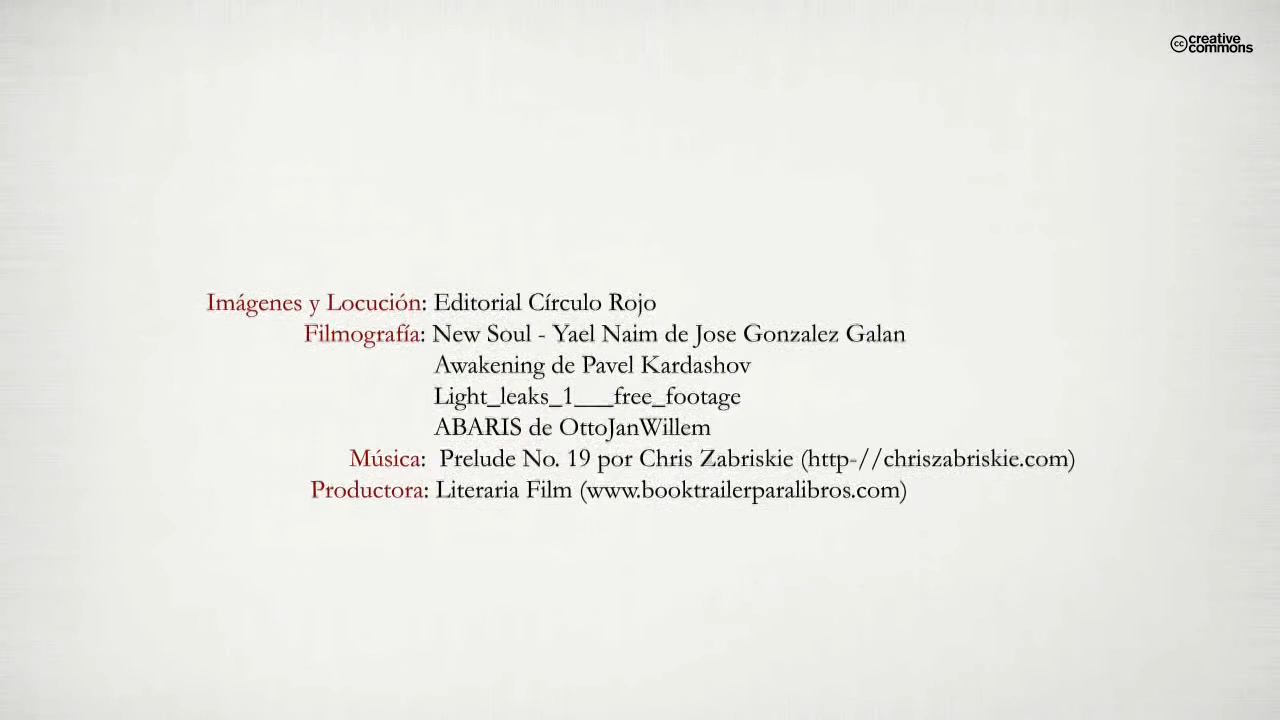 cc creative
commons
Imágenes y Locución: Editorial Círculo Rojo
Filmografía: New Soul - Yael Naim de Jose Gonzalez Galan
Awakening de Pavel Kardashov
Light_leaks_1___free_footage
ABARIS de OttoJanWillem
Música: Prelude No. 19 por Chris Zabriskie (http-//chriszabriskie.com)
Productora: Literaria Film (www.booktrailerparalibros.com)